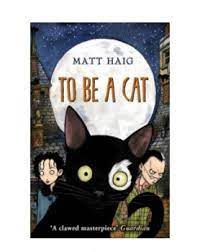 MATT HAIG
TO BE A CAT
'A clawed masterpiece' Guardian